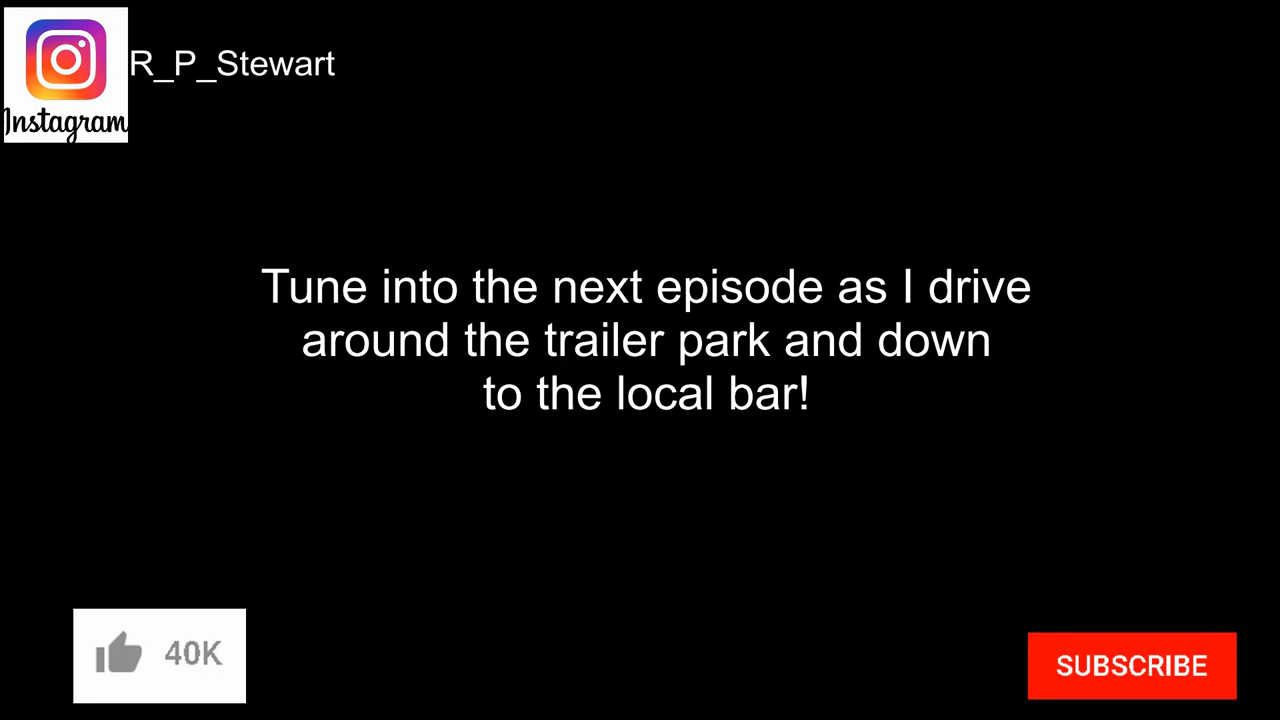 R_P_Stewart
Instagram
Tune into the next episode as I drive
around the trailer park and down
to the local bar!
40K
SUBSCRIBE